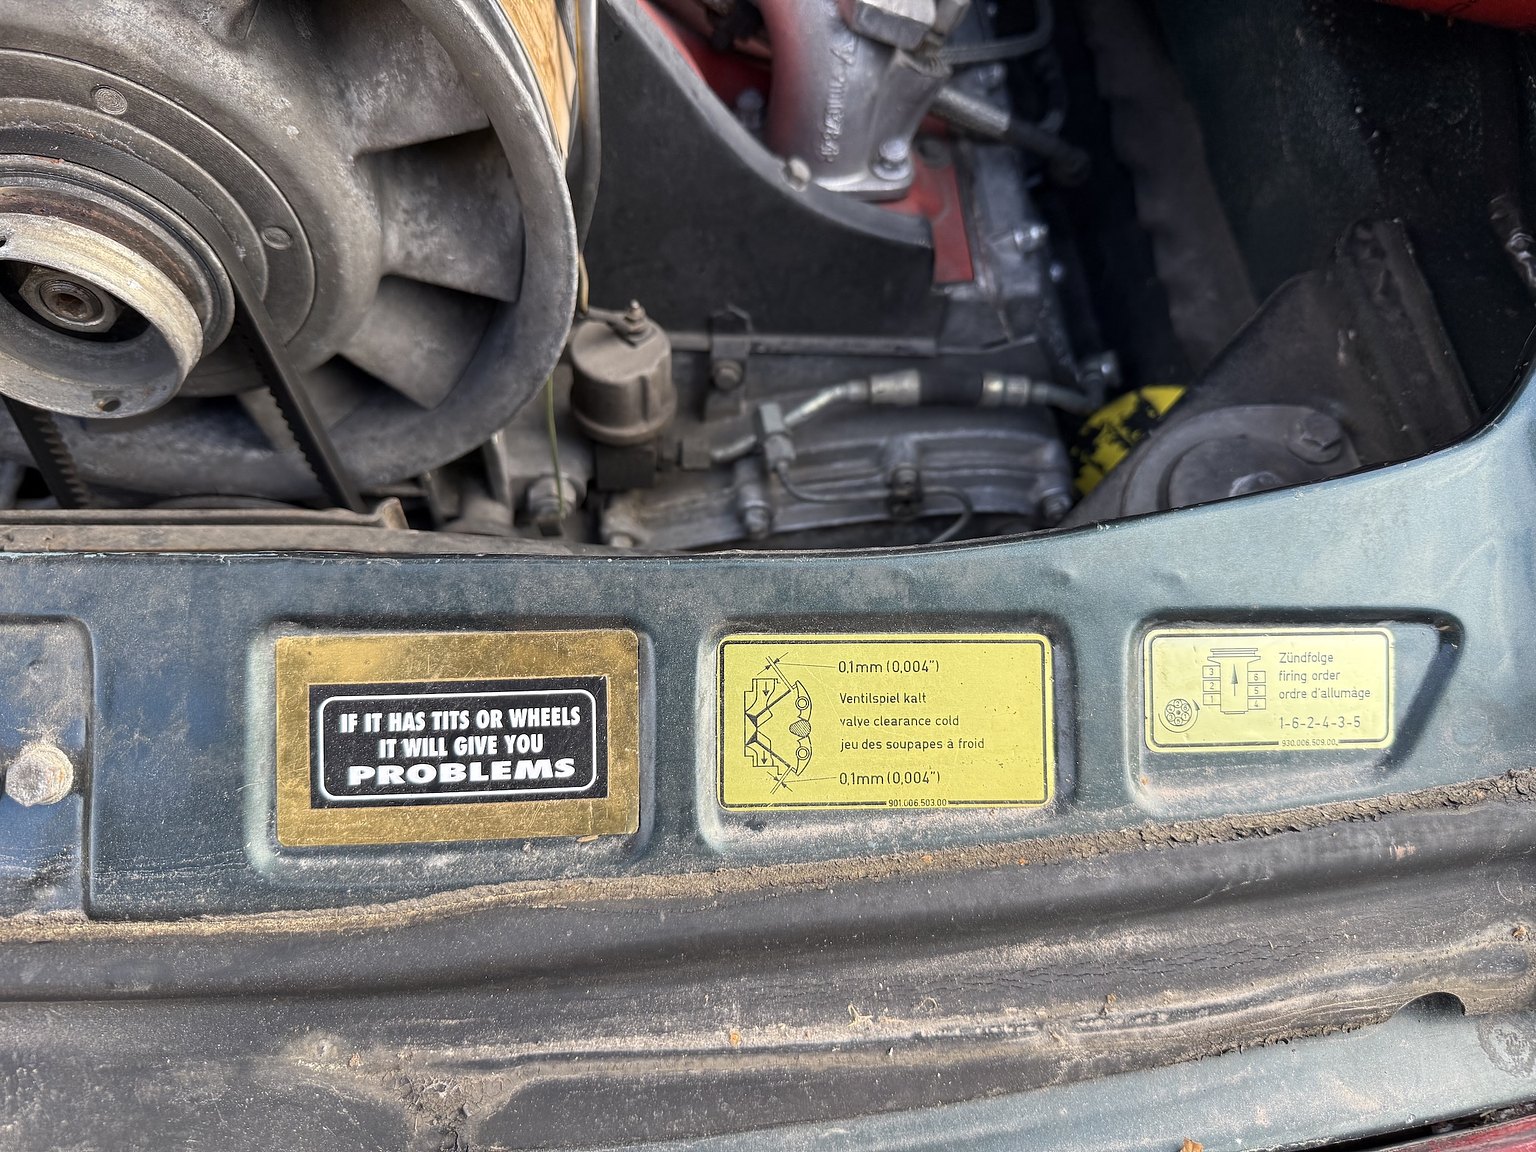 IF IT HAS TITS OR WHEELS
IT WILL GIVE YOU
PROBLEMS
0,1mm (0,004")
Ventilspiel kalt
valve clearance cold
jeu des soupapes à froid
0,1mm (0,004")
901.006.503.00
Zündfolge
firing order
ordre d'allumage
1-6-2-4-3-5
930.006.509.00
3 6
2 5
1 4